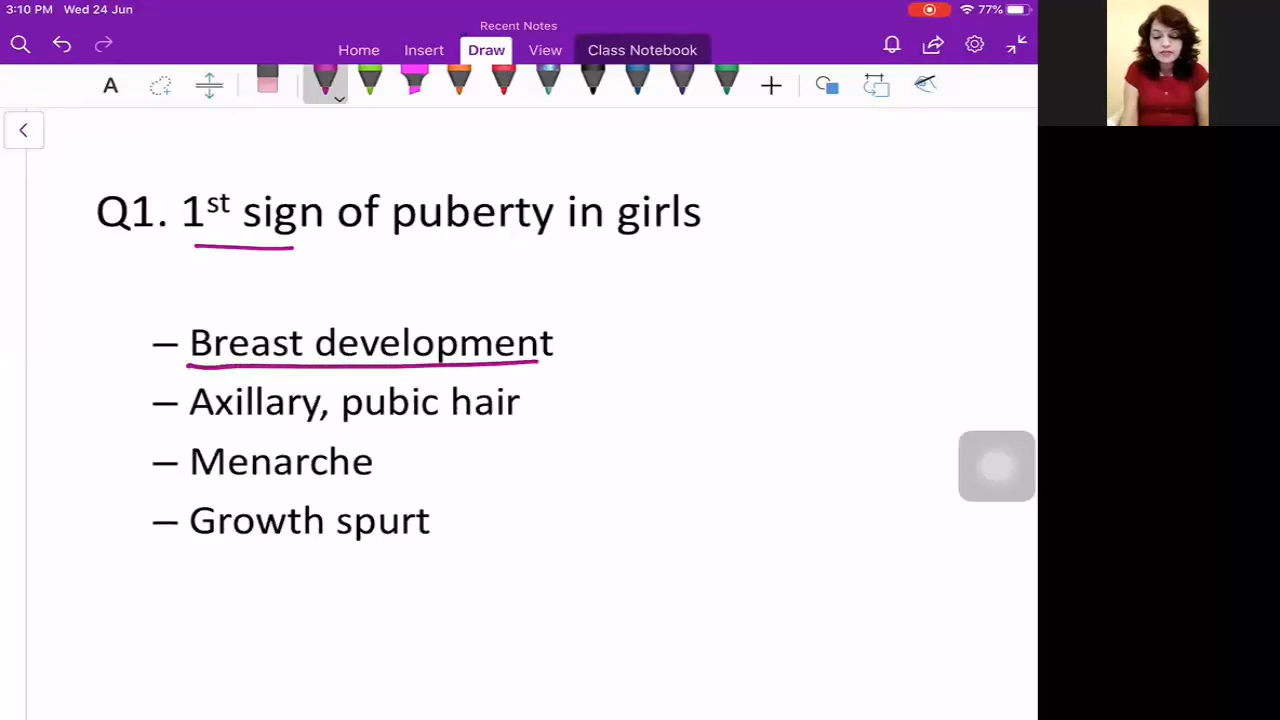 3:10 PM Wed 24 Jun 77%
Recent Notes
Home Insert Draw View Class Notebook
A
Q1. 1st sign of puberty in girls
– Breast development
– Axillary, pubic hair
– Menarche
– Growth spurt